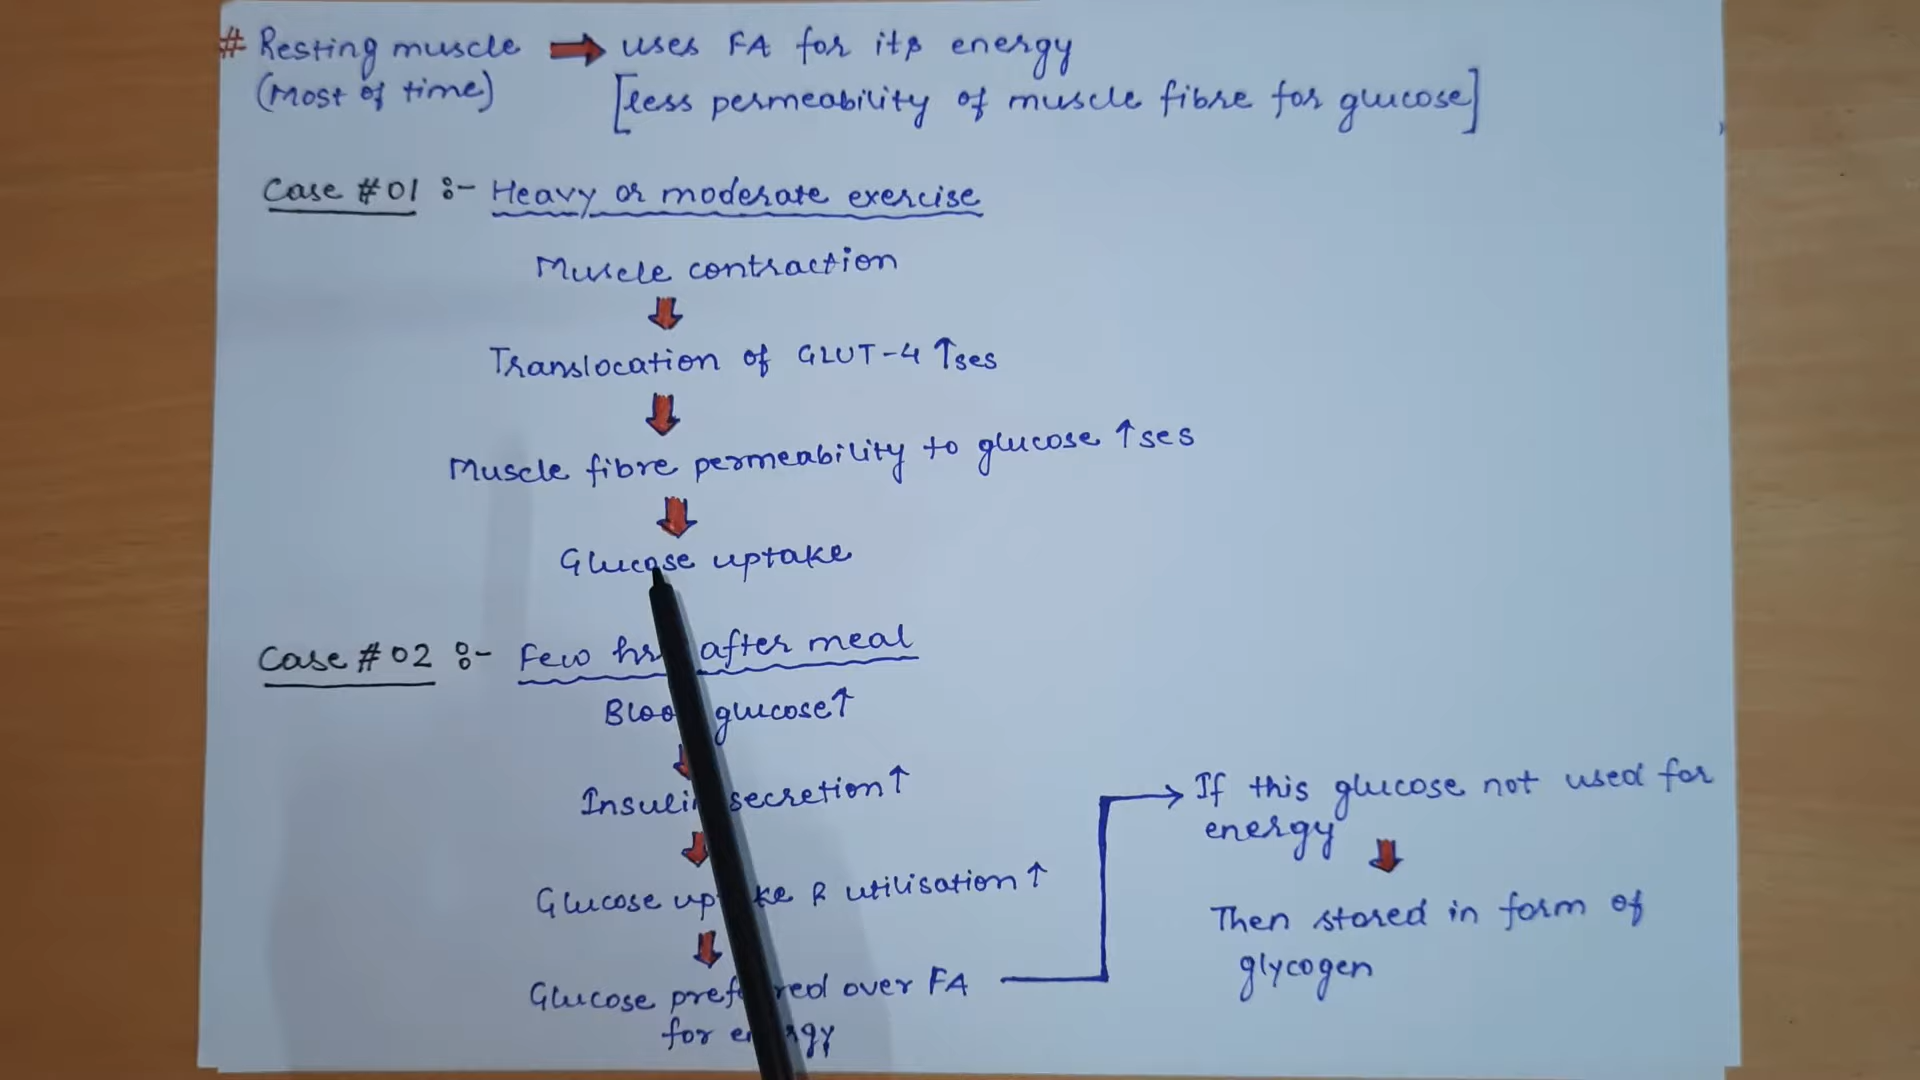 # Resting muscle → uses FA for its energy
(Most of time) [less permeability of muscle fibre for glucose]
Case #01 :- Heavy or moderate exercise
Muscle contraction
Translocation of GLUT-4 ↑ses
Muscle fibre permeability to glucose ↑ses
Glucose uptake
Case #02 :- Few after meal
glucose↑
secretion↑
Glucose & utilisation ↑
Glucose over FA
for
→ If this glucose not used for
energy
Then stored in form of
glycogen